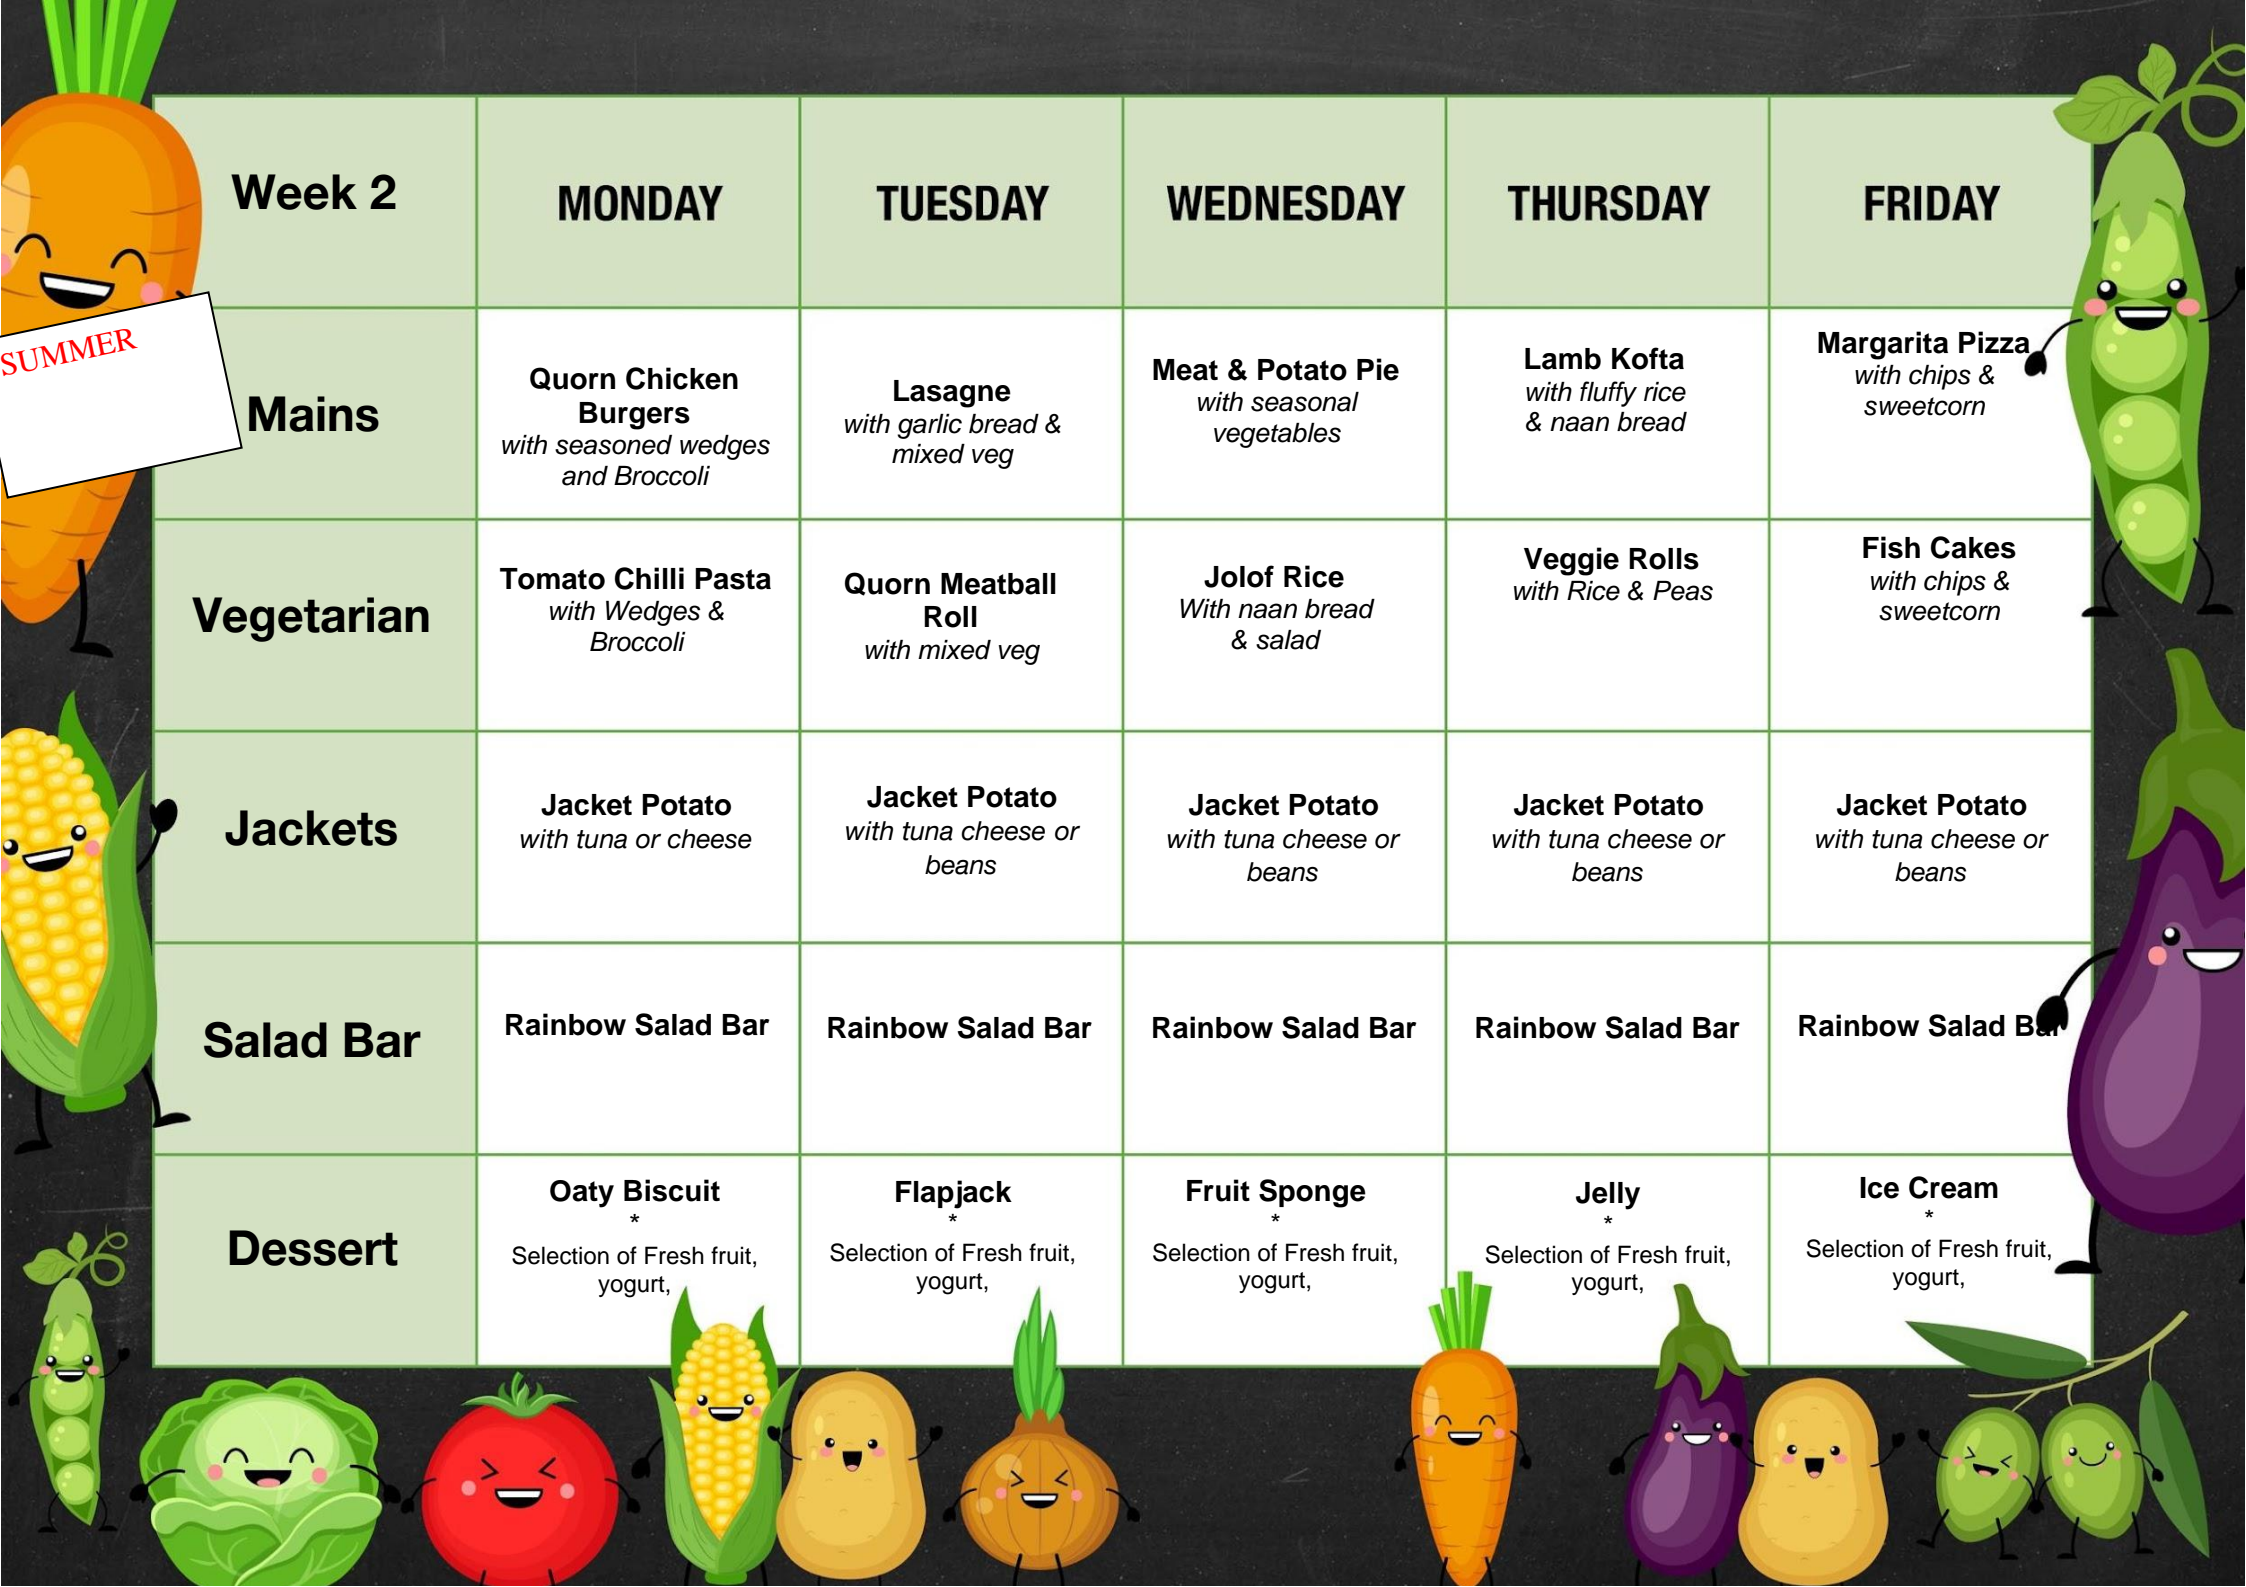 Week 2
MONDAY
TUESDAY
WEDNESDAY
THURSDAY
FRIDAY
SUMMER
Mains
Quorn Chicken
Burgers
with seasoned wedges
and Broccoli
Lasagne
with garlic bread &
mixed veg
Meat & Potato Pie
with seasonal
vegetables
Lamb Kofta
with fluffy rice
& naan bread
Margarita Pizza
with chips &
sweetcorn
Vegetarian
Tomato Chilli Pasta
with Wedges &
Broccoli
Quorn Meatball
Roll
with mixed veg
Jolof Rice
With naan bread
& salad
Veggie Rolls
with Rice & Peas
Fish Cakes
with chips &
sweetcorn
Jackets
Jacket Potato
with tuna or cheese
Jacket Potato
with tuna cheese or
beans
Jacket Potato
with tuna cheese or
beans
Jacket Potato
with tuna cheese or
beans
Jacket Potato
with tuna cheese or
beans
Salad Bar
Rainbow Salad Bar
Rainbow Salad Bar
Rainbow Salad Bar
Rainbow Salad Bar
Rainbow Salad Bar
Dessert
Oaty Biscuit
*
Selection of Fresh fruit,
yogurt,
Flapjack
*
Selection of Fresh fruit,
yogurt,
Fruit Sponge
*
Selection of Fresh fruit,
yogurt,
Jelly
*
Selection of Fresh fruit,
yogurt,
Ice Cream
*
Selection of Fresh fruit,
yogurt,